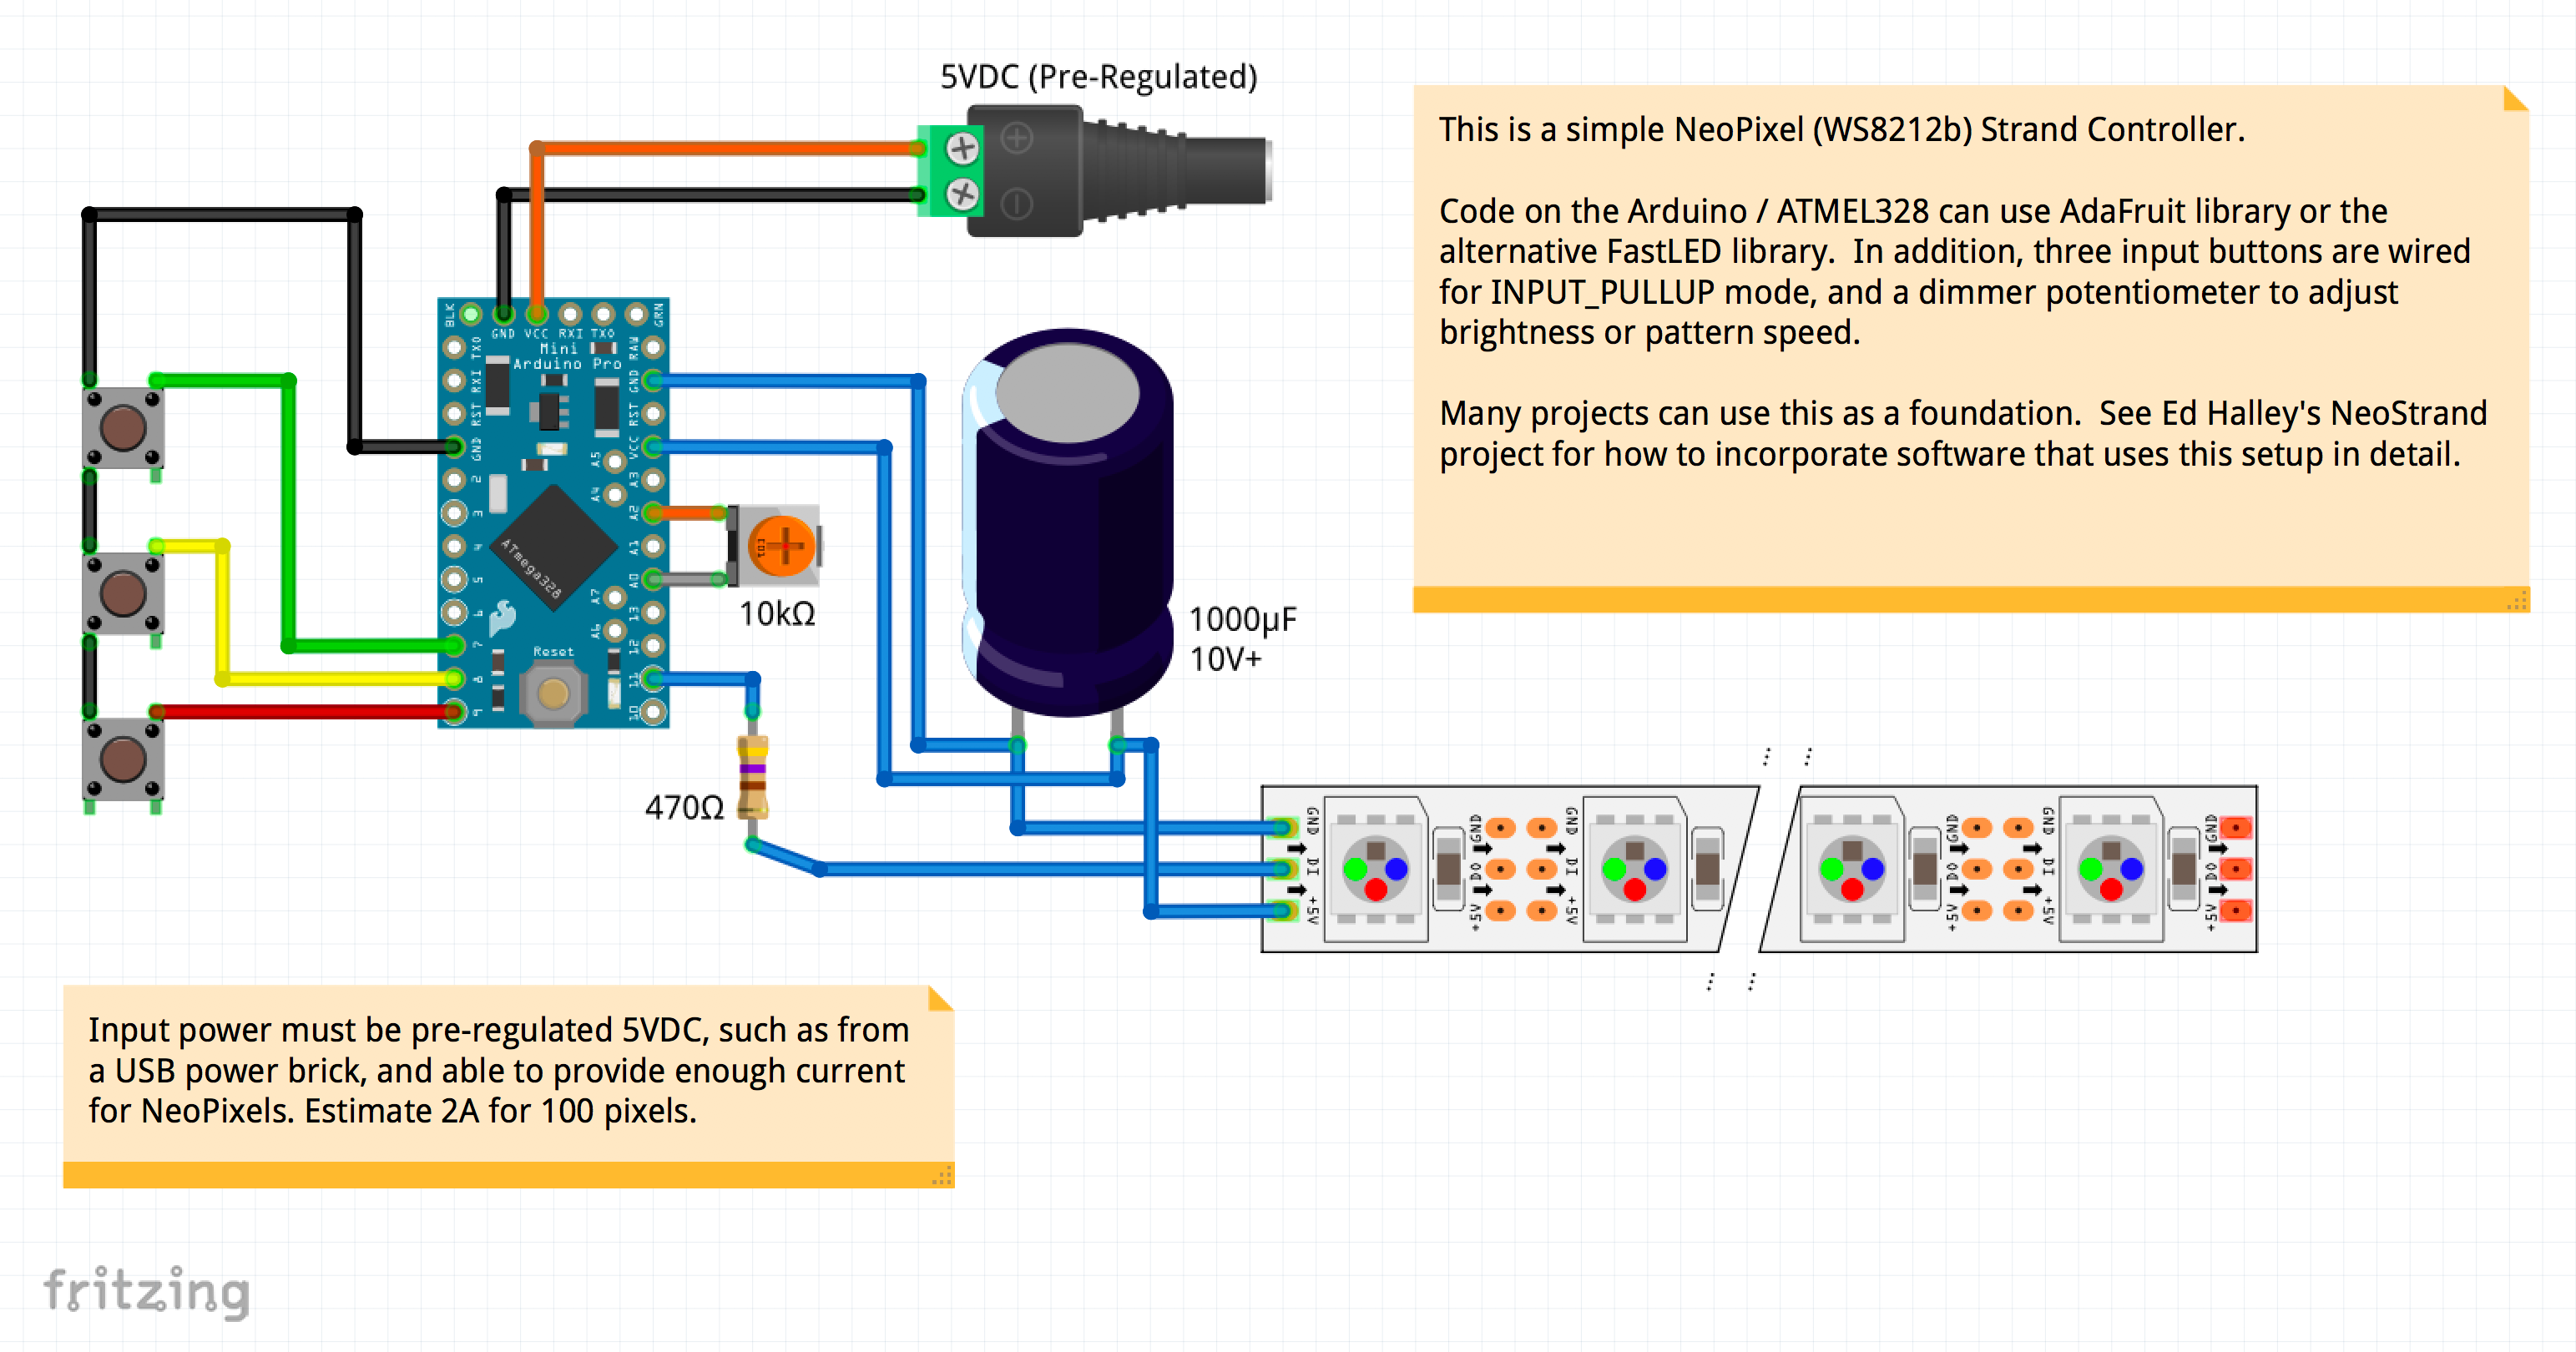 5VDC (Pre-Regulated)
This is a simple NeoPixel (WS8212b) Strand Controller.
Code on the Arduino / ATMEL328 can use AdaFruit library or the
alternative FastLED library.  In addition, three input buttons are wired
for INPUT_PULLUP mode, and a dimmer potentiometer to adjust
brightness or pattern speed.
Many projects can use this as a foundation.  See Ed Halley's NeoStrand
project for how to incorporate software that uses this setup in detail.
BLK
GND VCC RXI TXO
GRN
Mini
Arduino Pro
TXO
RXI
RST
GND
2
3
4
5
6
7
8
9
RAW
GND
RST
VCC
A3
A2
A1
A0
13
12
11
10
A5
A4
A7
A6
ATmega328
Reset
10kΩ
1000µF
10V+
470Ω
GND
DI
+5V
GND
DO
+5V
GND
DI
+5V
GND
DO
+5V
GND
DI
+5V
GND
DO
+5V
Input power must be pre-regulated 5VDC, such as from
a USB power brick, and able to provide enough current
for NeoPixels. Estimate 2A for 100 pixels.
fritzing